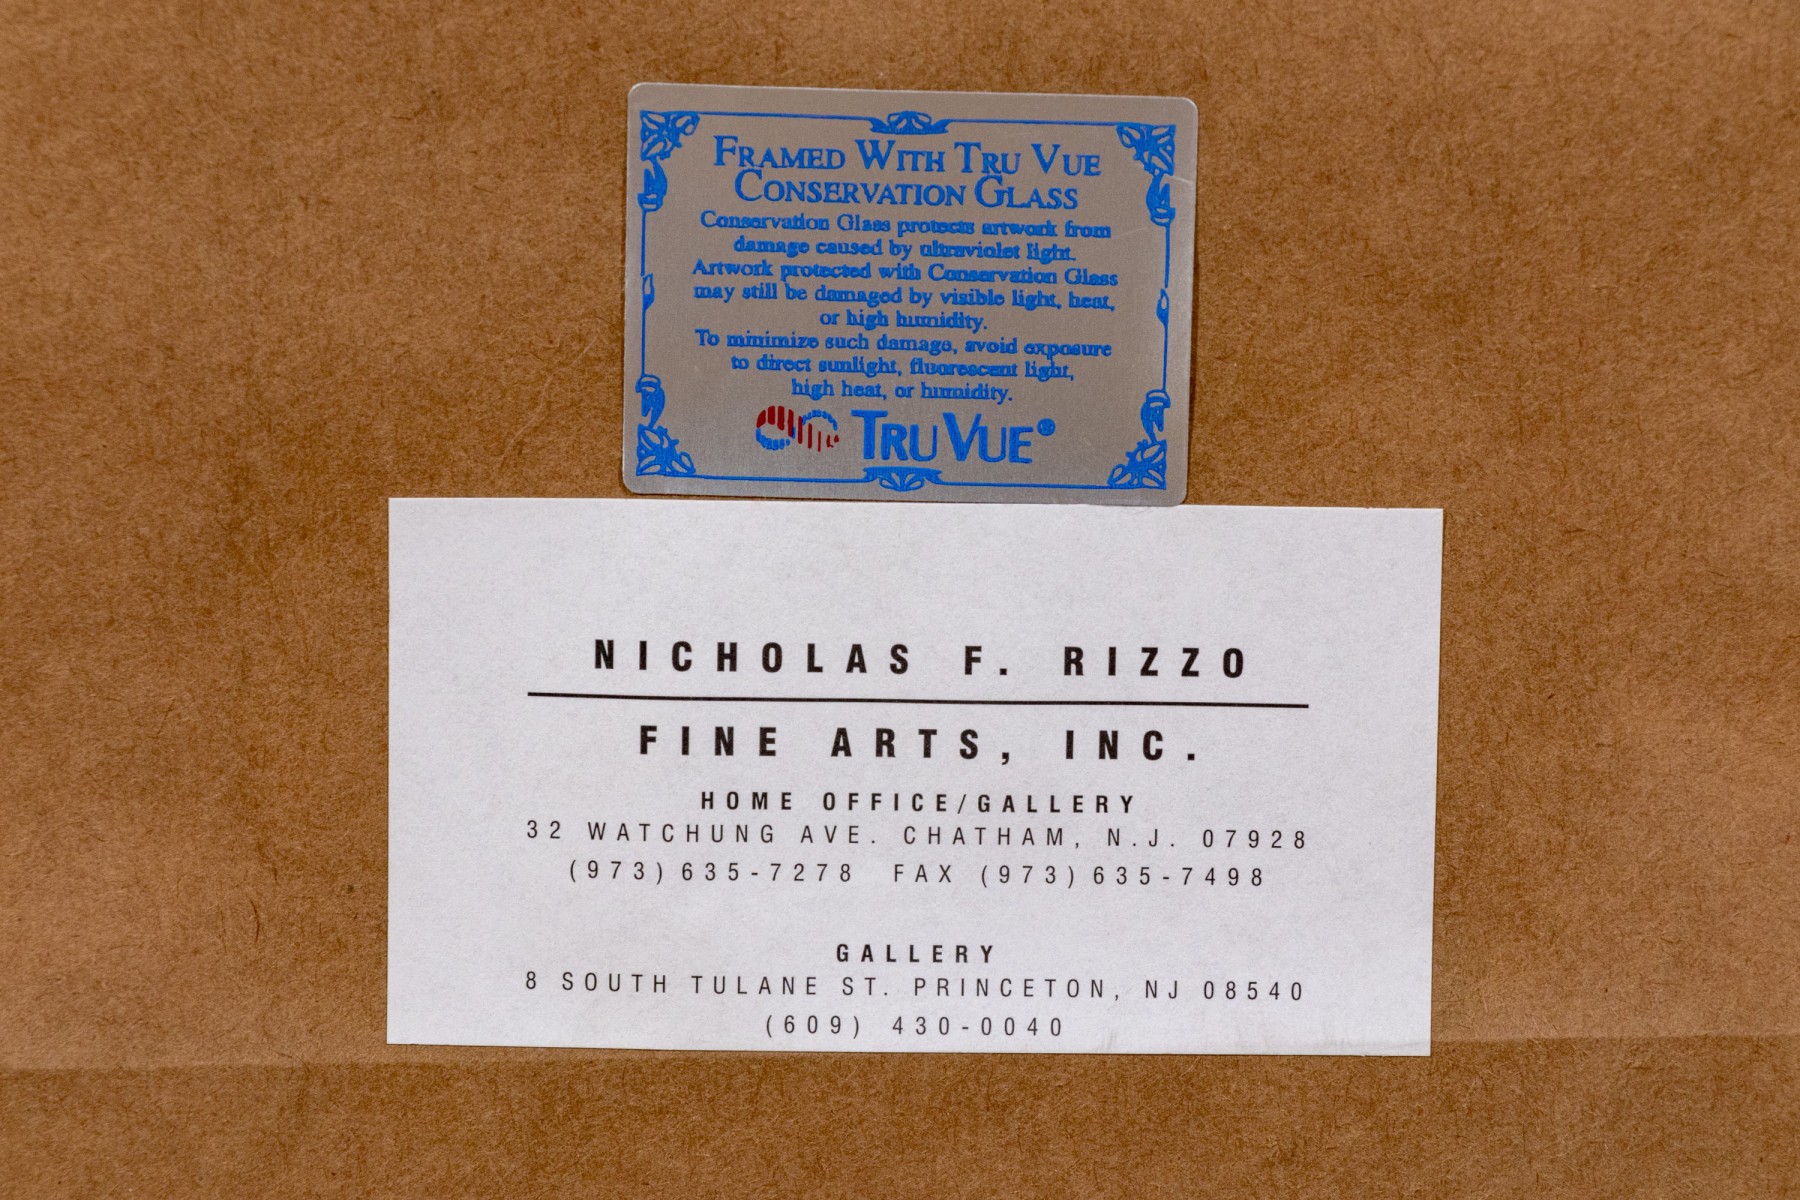 FRAMED WITH TRU VUE
CONSERVATION GLASS
Conservation Glass protects artwork from
damage caused by ultraviolet light.
Artwork protected with Conservation Glass
may still be damaged by visible light, heat,
or high humidity.
To minimize such damage, avoid exposure
to direct sunlight, fluorescent light,
high heat, or humidity.
TRU VUE®
NICHOLAS F. RIZZO
FINE ARTS, INC.
HOME OFFICE/GALLERY
32 WATCHUNG AVE. CHATHAM, N.J. 07928
(973) 635-7278 FAX (973) 635-7498
GALLERY
8 SOUTH TULANE ST. PRINCETON, NJ 08540
(609) 430-0040